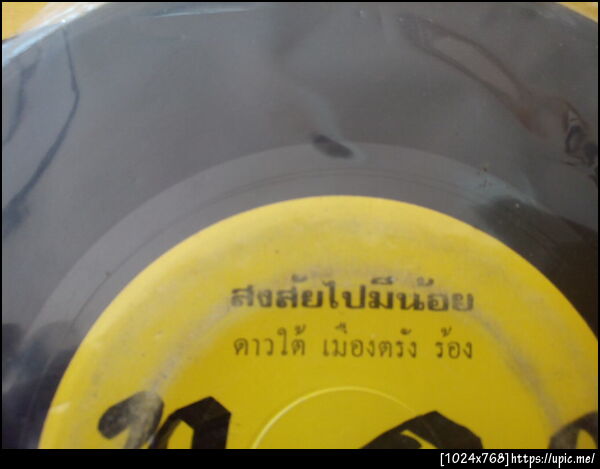 สงสัยไปมีน้อย
ดาวใต้ เมืองตรัง ร้อง
[1024x768]https://upic.me/